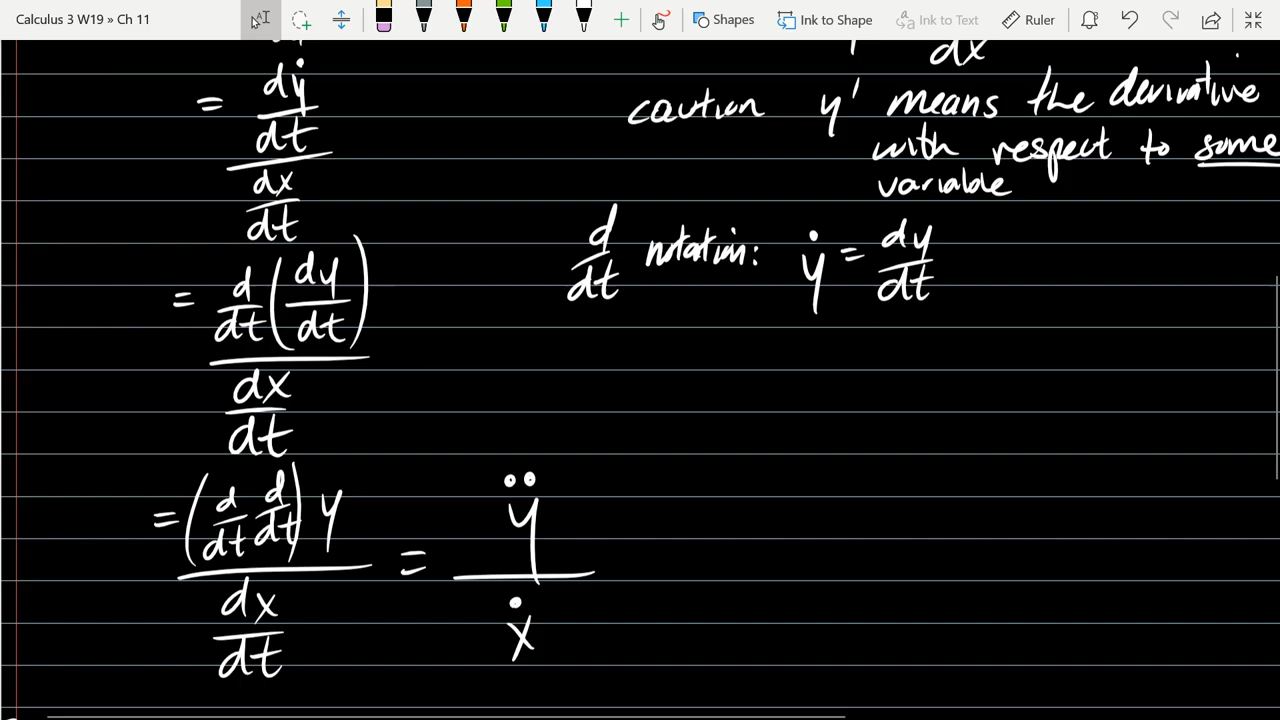 Calculus 3 W19 » Ch 11
Shapes
Ink to Shape
Ink to Text
Ruler
dx
= dẏ/dt / dx/dt
caution y' means the derivative
with respect to some
variable
d/dt notation: ẏ = dy/dt
= d/dt (dy/dt) / dx/dt
= (d/dt d/dt) y / dx/dt = ÿ / ẋ